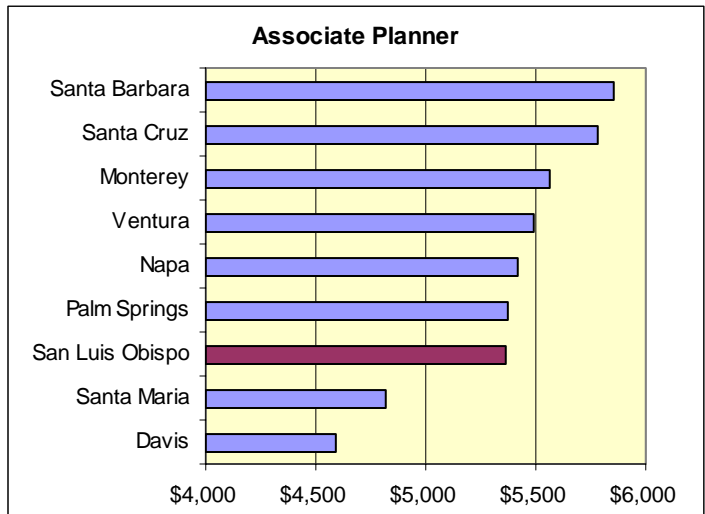 Associate Planner
Santa Barbara
Santa Cruz
Monterey
Ventura
Napa
Palm Springs
San Luis Obispo
Santa Maria
Davis
$4,000 $4,500 $5,000 $5,500 $6,000